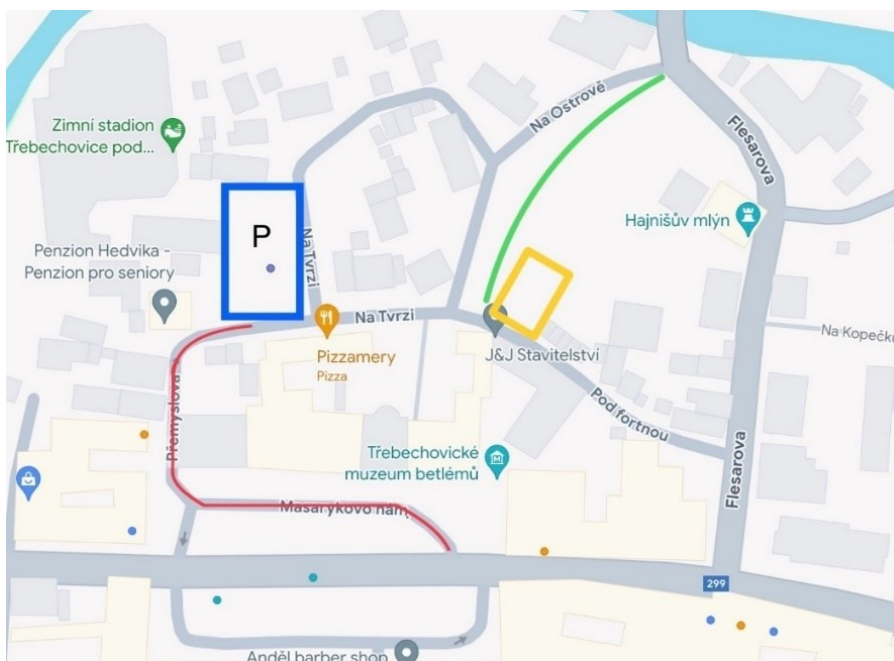 Na Ostrově
Flesarova
Zimní stadion
Třebechovice pod...
Hajnišův mlýn
P
Na Tvrzi
Penzion Hedvika -
Penzion pro seniory
Na Tvrzi
Na Kopečku
Pizzamery
Pizza
J&J Stavitelství
Přemyslova
Pod fortnou
Flesarova
Třebechovické
muzeum betlémů
Masarykovo nám.
299
Anděl barber shop